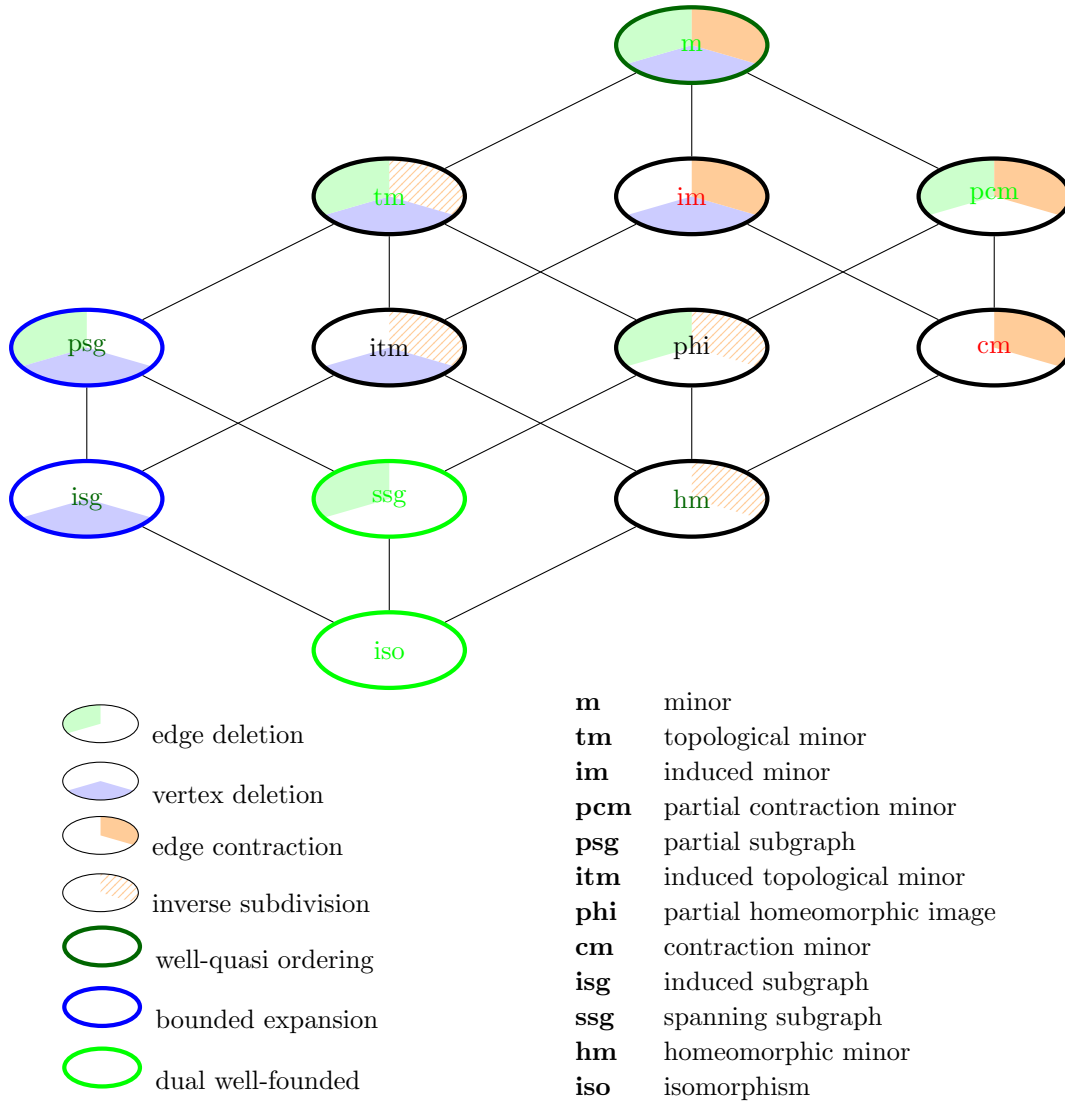 m
tm
im
pcm
psg
itm
phi
cm
isg
ssg
hm
iso
edge deletion
vertex deletion
edge contraction
inverse subdivision
well-quasi ordering
bounded expansion
dual well-founded
m minor
tm topological minor
im induced minor
pcm partial contraction minor
psg partial subgraph
itm induced topological minor
phi partial homeomorphic image
cm contraction minor
isg induced subgraph
ssg spanning subgraph
hm homeomorphic minor
iso isomorphism